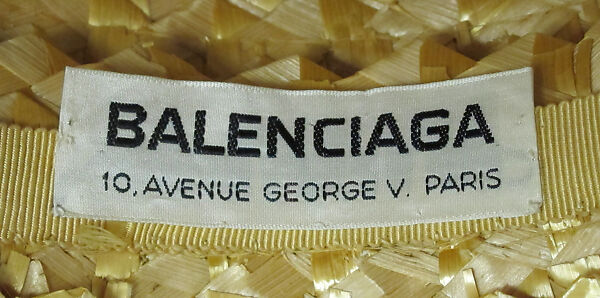 BALENCIAGA
10, AVENUE GEORGE V. PARIS